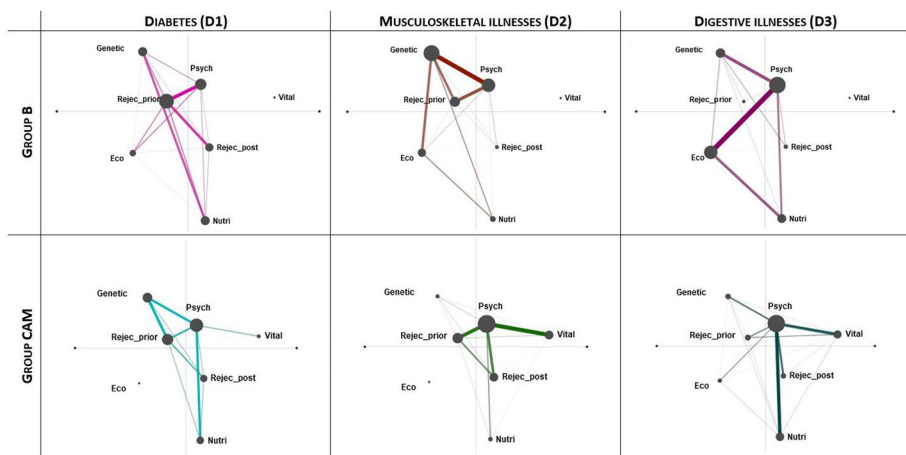 DIABETES (D1)
MUSCULOSKELETAL ILLNESSES (D2)
DIGESTIVE ILLNESSES (D3)
GROUP B
Genetic
Psych
Rejec_prior
Vital
Eco
Rejec_post
Nutri
Genetic
Psych
Rejec_prior
Vital
Eco
Rejec_post
Nutri
Genetic
Psych
Rejec_prior
Vital
Eco
Rejec_post
Nutri
GROUP CAM
Genetic
Psych
Rejec_prior
Vital
Eco
Rejec_post
Nutri
Genetic
Psych
Rejec_prior
Vital
Eco
Rejec_post
Nutri
Genetic
Psych
Rejec_prior
Vital
Eco
Rejec_post
Nutri